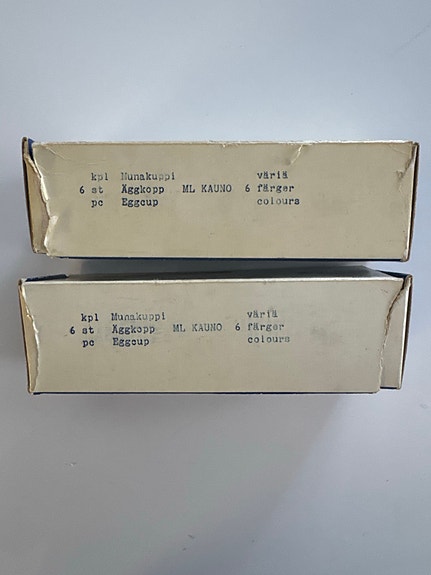 kpl Munakuppi väriä
6 st Äggkopp ML KAUNO 6 färger
pc Eggcup colours
kpl Munakuppi väriä
6 st Äggkopp ML KAUNO 6 färger
pc Eggcup colours